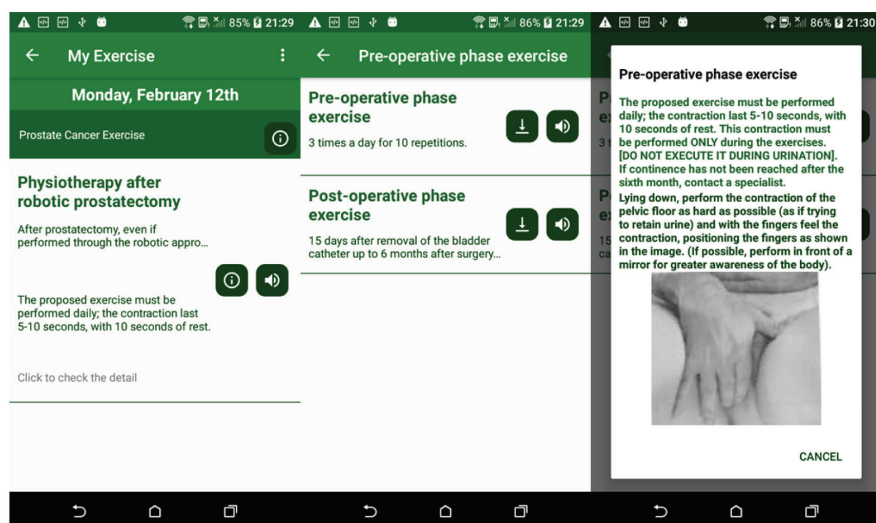 85% 21:29
My Exercise
Monday, February 12th
Prostate Cancer Exercise
Physiotherapy after
robotic prostatectomy
After prostatectomy, even if
performed through the robotic appro...
The proposed exercise must be
performed daily; the contraction last
5-10 seconds, with 10 seconds of rest.
Click to check the detail
86% 21:29
Pre-operative phase exercise
Pre-operative phase
exercise
3 times a day for 10 repetitions.
Post-operative phase
exercise
15 days after removal of the bladder
catheter up to 6 months after surgery...
86% 21:30
Pre-operative phase exercise
The proposed exercise must be performed
daily; the contraction last 5-10 seconds, with
10 seconds of rest. This contraction must
be performed ONLY during the exercises.
[DO NOT EXECUTE IT DURING URINATION].
If continence has not been reached after the
sixth month, contact a specialist.
Lying down, perform the contraction of the
pelvic floor as hard as possible (as if trying
to retain urine) and with the fingers feel the
contraction, positioning the fingers as shown
in the image. (If possible, perform in front of a
mirror for greater awareness of the body).
CANCEL